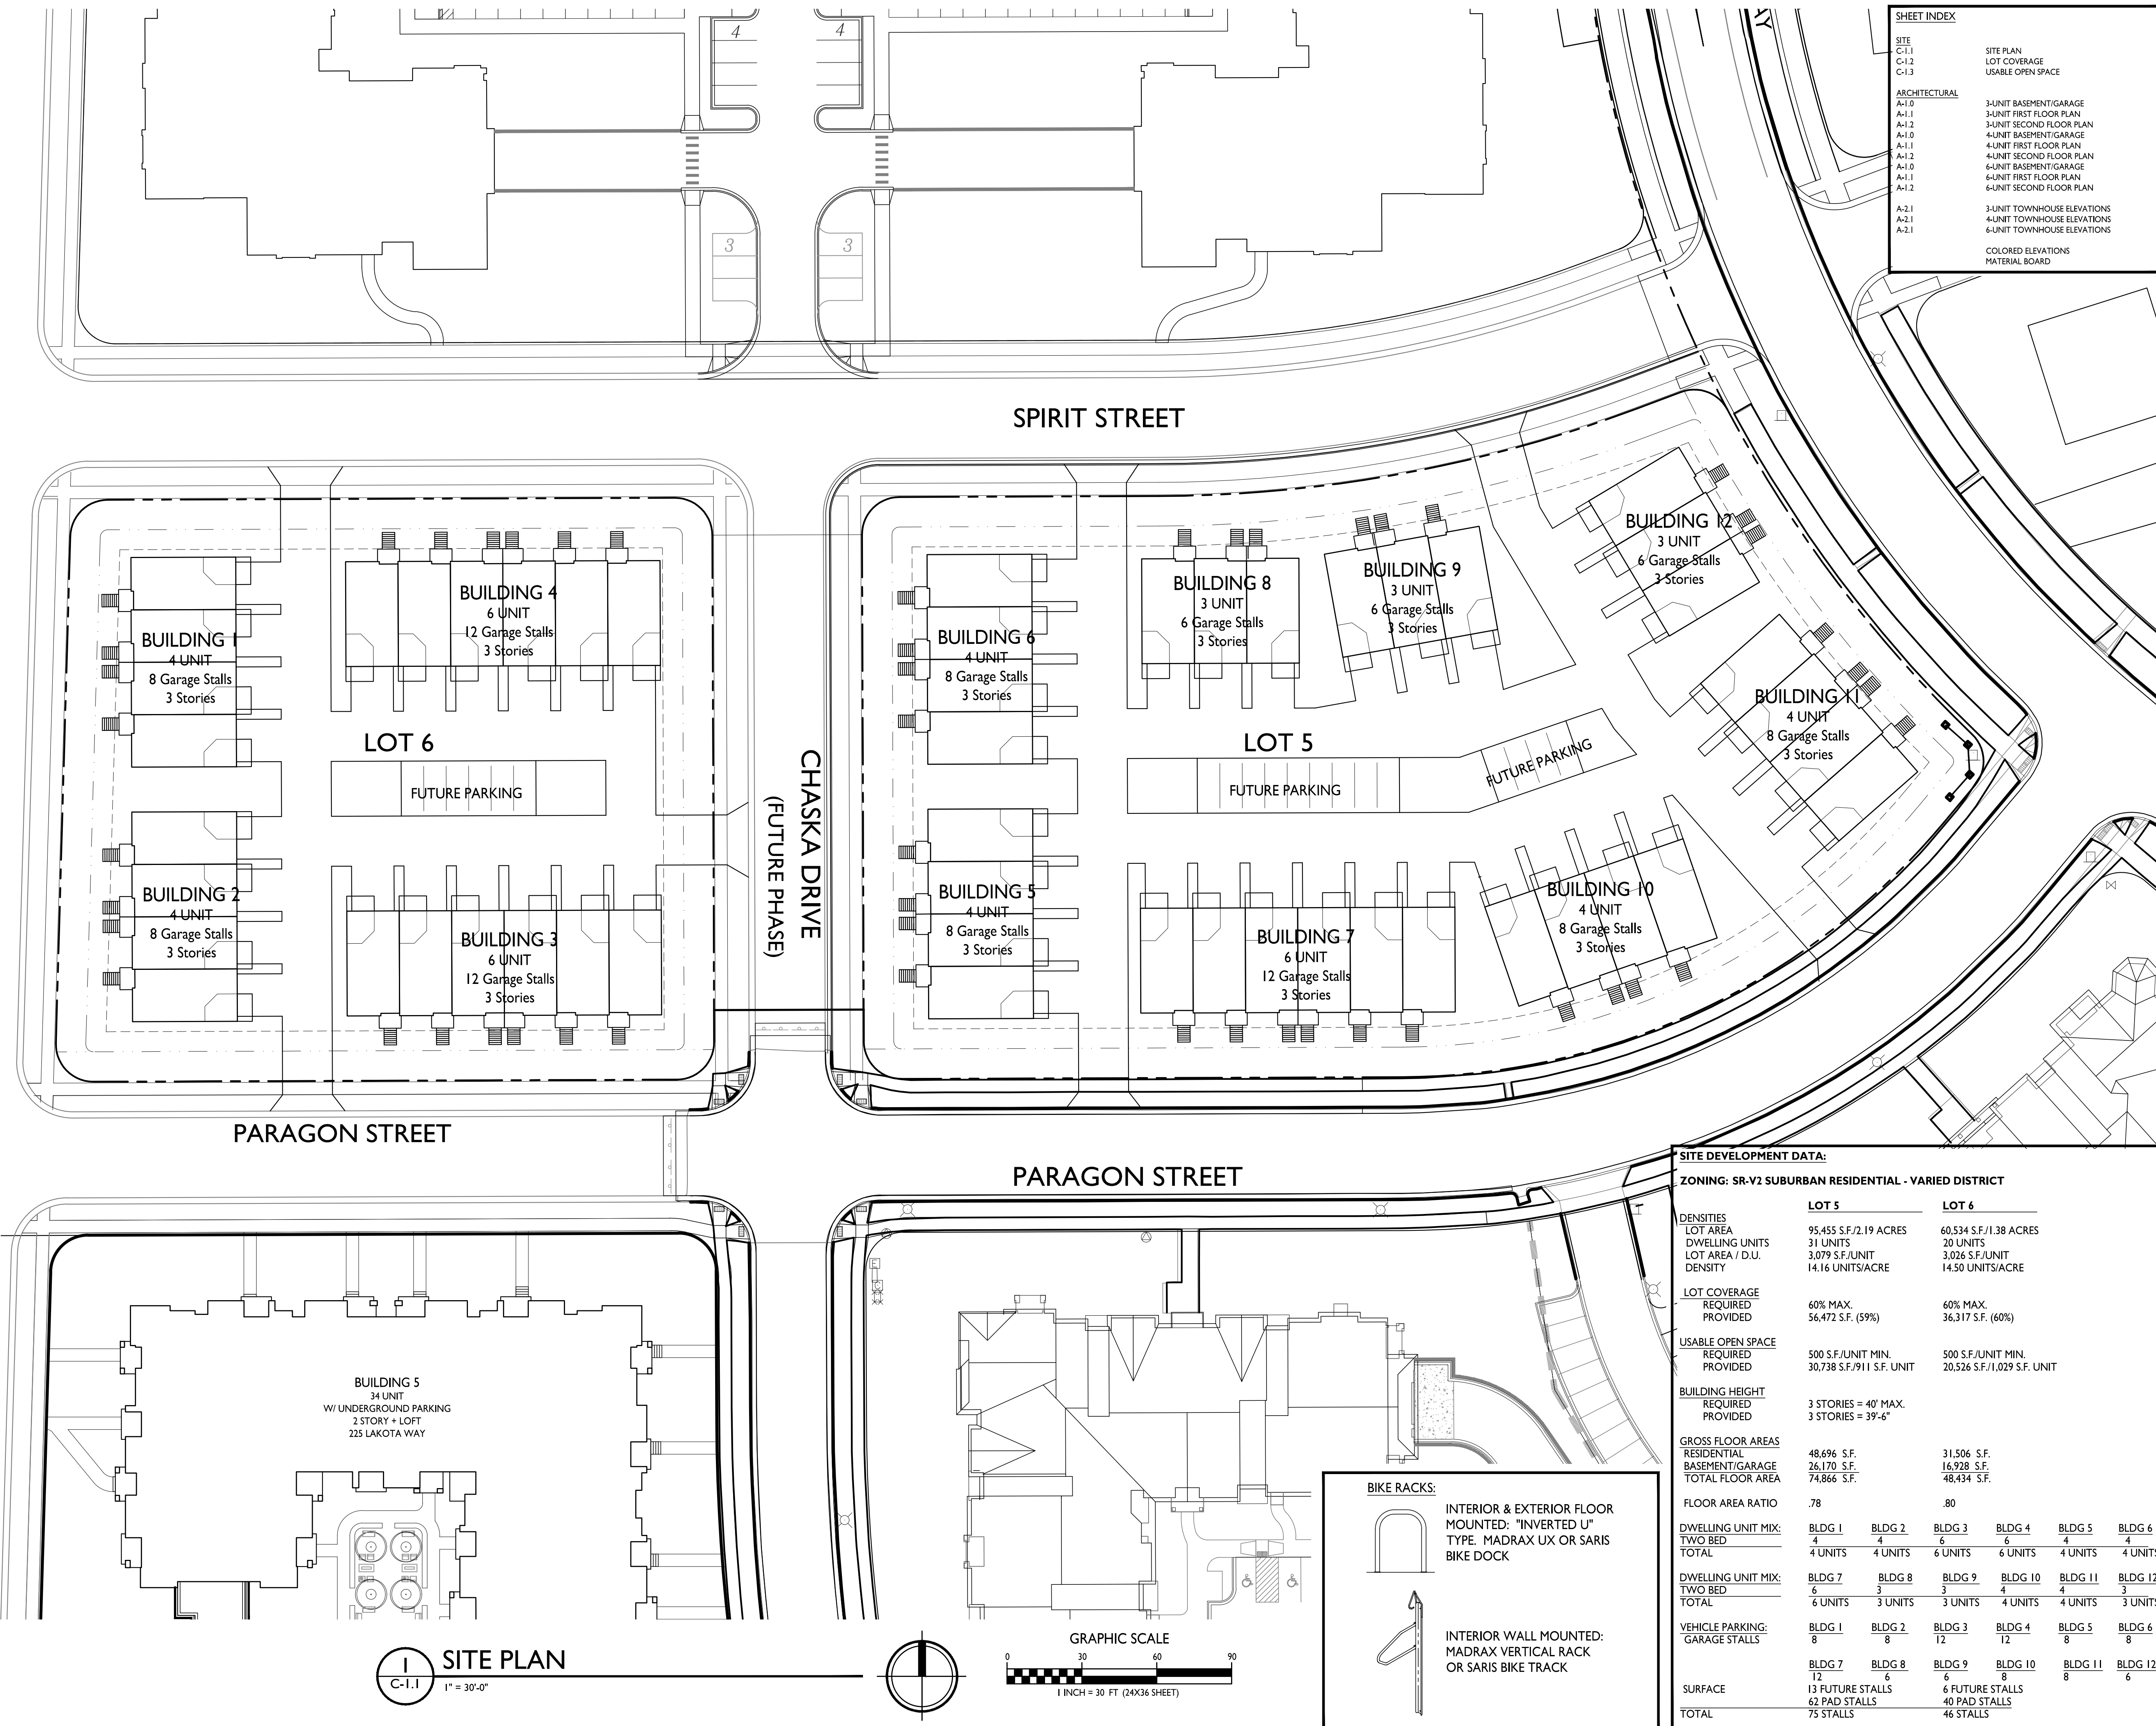 SHEET INDEX
SITE
C-1.1 SITE PLAN
C-1.2 LOT COVERAGE
C-1.3 USABLE OPEN SPACE
ARCHITECTURAL
A-1.0 3-UNIT BASEMENT/GARAGE
A-1.1 3-UNIT FIRST FLOOR PLAN
A-1.2 3-UNIT SECOND FLOOR PLAN
A-1.0 4-UNIT BASEMENT/GARAGE
A-1.1 4-UNIT FIRST FLOOR PLAN
A-1.2 4-UNIT SECOND FLOOR PLAN
A-1.0 6-UNIT BASEMENT/GARAGE
A-1.1 6-UNIT FIRST FLOOR PLAN
A-1.2 6-UNIT SECOND FLOOR PLAN
A-2.1 3-UNIT TOWNHOUSE ELEVATIONS
A-2.1 4-UNIT TOWNHOUSE ELEVATIONS
A-2.1 6-UNIT TOWNHOUSE ELEVATIONS
COLORED ELEVATIONS
MATERIAL BOARD
4
4
3
3
SPIRIT STREET
BUILDING 1
4 UNIT
8 Garage Stalls
3 Stories
BUILDING 4
6 UNIT
12 Garage Stalls
3 Stories
BUILDING 6
4 UNIT
8 Garage Stalls
3 Stories
BUILDING 8
3 UNIT
6 Garage Stalls
3 Stories
BUILDING 9
3 UNIT
6 Garage Stalls
3 Stories
BUILDING 12
3 UNIT
6 Garage Stalls
3 Stories
BUILDING 11
4 UNIT
8 Garage Stalls
3 Stories
LOT 6
FUTURE PARKING
CHASKA DRIVE
(FUTURE PHASE)
LOT 5
FUTURE PARKING
FUTURE PARKING
BUILDING 2
4 UNIT
8 Garage Stalls
3 Stories
BUILDING 3
6 UNIT
12 Garage Stalls
3 Stories
BUILDING 5
4 UNIT
8 Garage Stalls
3 Stories
BUILDING 7
6 UNIT
12 Garage Stalls
3 Stories
BUILDING 10
4 UNIT
8 Garage Stalls
3 Stories
PARAGON STREET
PARAGON STREET
BUILDING 5
34 UNIT
W/ UNDERGROUND PARKING
2 STORY + LOFT
225 LAKOTA WAY
SITE DEVELOPMENT DATA:
ZONING: SR-V2 SUBURBAN RESIDENTIAL - VARIED DISTRICT
LOT 5 LOT 6
DENSITIES
LOT AREA 95,455 S.F./2.19 ACRES 60,534 S.F./1.38 ACRES
DWELLING UNITS 31 UNITS 20 UNITS
LOT AREA / D.U. 3,079 S.F./UNIT 3,026 S.F./UNIT
DENSITY 14.16 UNITS/ACRE 14.50 UNITS/ACRE
LOT COVERAGE
REQUIRED 60% MAX. 60% MAX.
PROVIDED 56,472 S.F. (59%) 36,317 S.F. (60%)
USABLE OPEN SPACE
REQUIRED 500 S.F./UNIT MIN. 500 S.F./UNIT MIN.
PROVIDED 30,738 S.F./911 S.F. UNIT 20,526 S.F./1,029 S.F. UNIT
BUILDING HEIGHT
REQUIRED 3 STORIES = 40' MAX.
PROVIDED 3 STORIES = 39'-6"
GROSS FLOOR AREAS
RESIDENTIAL 48,696 S.F. 31,506 S.F.
BASEMENT/GARAGE 26,170 S.F. 16,928 S.F.
TOTAL FLOOR AREA 74,866 S.F. 48,434 S.F.
FLOOR AREA RATIO .78 .80
DWELLING UNIT MIX: BLDG 1 BLDG 2 BLDG 3 BLDG 4 BLDG 5 BLDG 6
TWO BED 4 4 6 6 4 4
TOTAL 4 UNITS 4 UNITS 6 UNITS 6 UNITS 4 UNITS 4 UNITS
DWELLING UNIT MIX: BLDG 7 BLDG 8 BLDG 9 BLDG 10 BLDG 11 BLDG 12
TWO BED 6 3 3 4 4 3
TOTAL 6 UNITS 3 UNITS 3 UNITS 4 UNITS 4 UNITS 3 UNITS
VEHICLE PARKING: BLDG 1 BLDG 2 BLDG 3 BLDG 4 BLDG 5 BLDG 6
GARAGE STALLS 8 8 12 12 8 8
BLDG 7 BLDG 8 BLDG 9 BLDG 10 BLDG 11 BLDG 12
12 6 6 8 8 6
SURFACE 13 FUTURE STALLS 6 FUTURE STALLS
62 PAD STALLS 40 PAD STALLS
TOTAL 75 STALLS 46 STALLS
BIKE RACKS:
INTERIOR & EXTERIOR FLOOR
MOUNTED: "INVERTED U"
TYPE. MADRAX UX OR SARIS
BIKE DOCK
INTERIOR WALL MOUNTED:
MADRAX VERTICAL RACK
OR SARIS BIKE TRACK
1
C-1.1
SITE PLAN
1" = 30'-0"
GRAPHIC SCALE
0 30 60 90
1 INCH = 30 FT (24X36 SHEET)